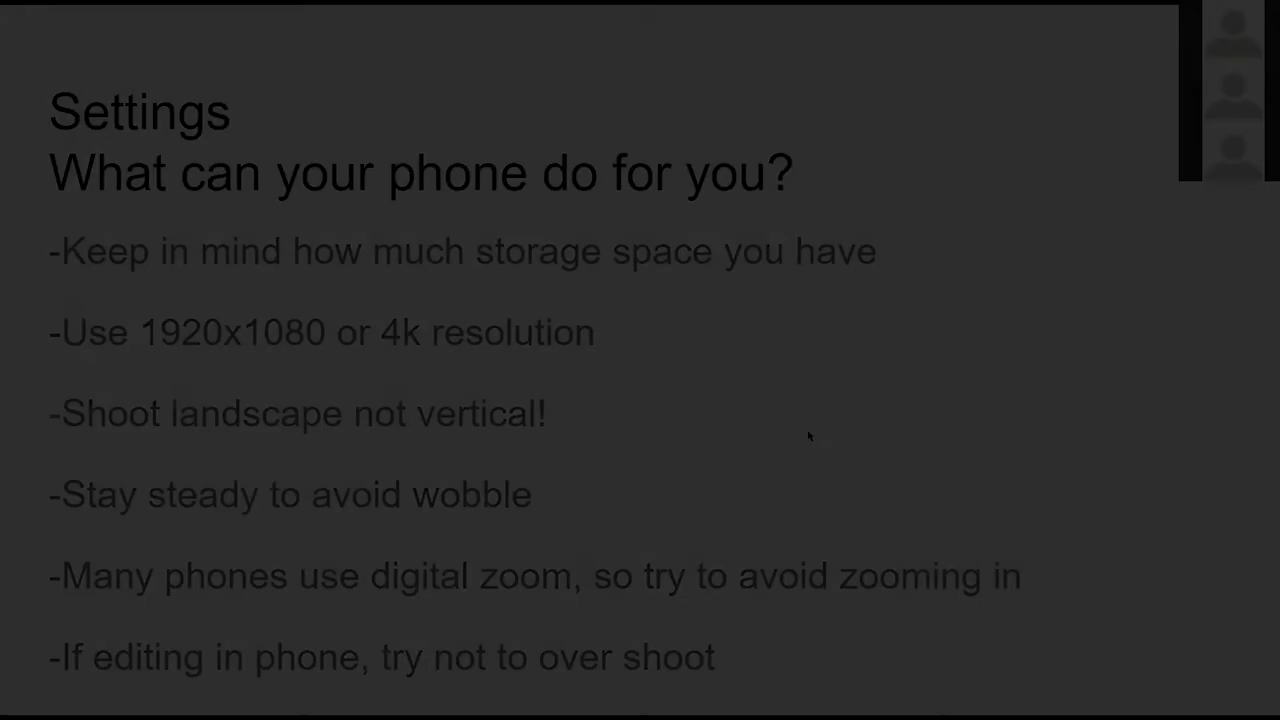 Settings
What can your phone do for you?
-Keep in mind how much storage space you have
-Use 1920x1080 or 4k resolution
-Shoot landscape not vertical!
-Stay steady to avoid wobble
-Many phones use digital zoom, so try to avoid zooming in
-If editing in phone, try not to over shoot